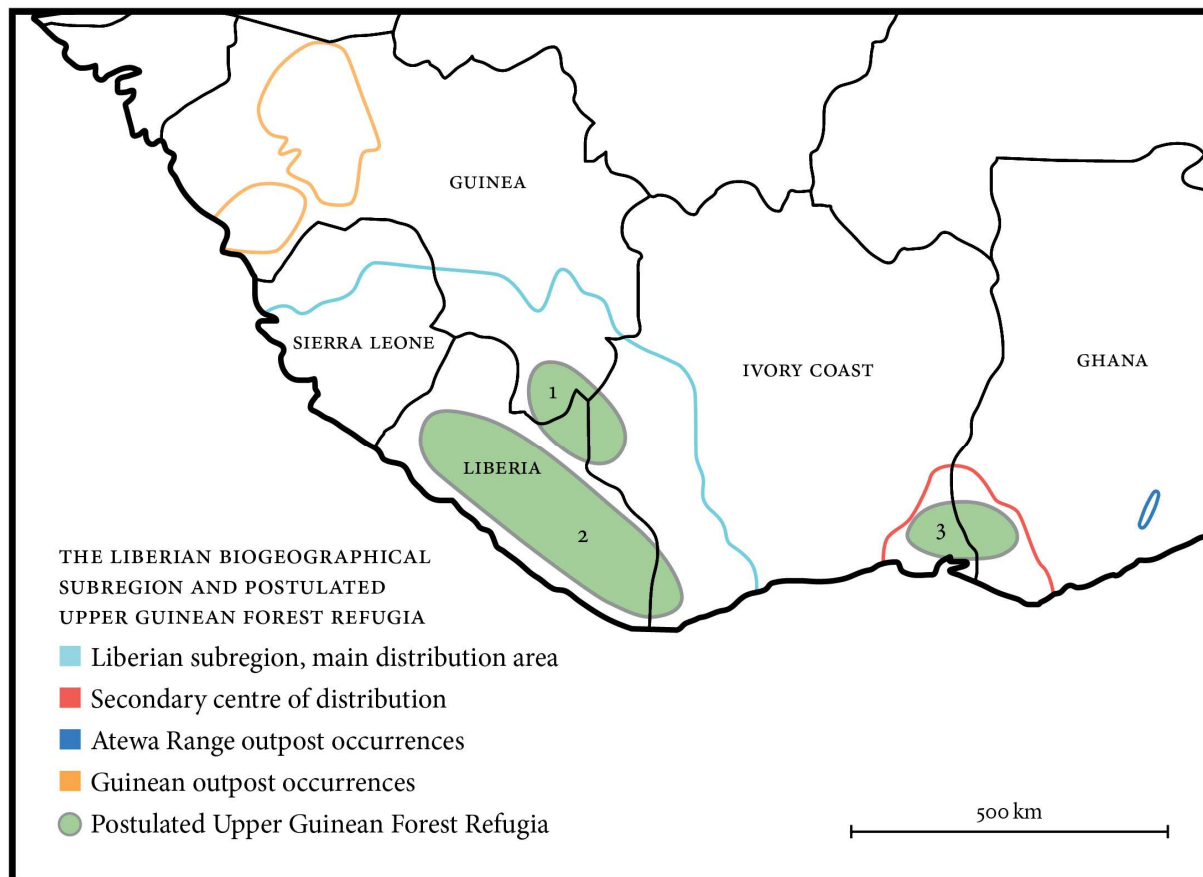 GUINEA
SIERRA LEONE
IVORY COAST
GHANA
1
LIBERIA
2
3
THE LIBERIAN BIOGEOGRAPHICAL
SUBREGION AND POSTULATED
UPPER GUINEAN FOREST REFUGIA
Liberian subregion, main distribution area
Secondary centre of distribution
Atewa Range outpost occurrences
Guinean outpost occurrences
Postulated Upper Guinean Forest Refugia
500 km